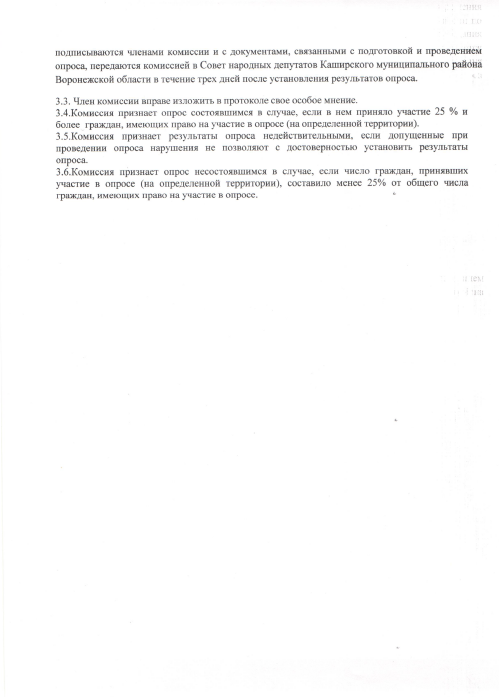 подписываются членами комиссии и с документами, связанными с подготовкой и проведением
опроса, передаются комиссией в Совет народных депутатов Каширского муниципального района
Воронежской области в течение трех дней после установления результатов опроса.
3.3. Член комиссии вправе изложить в протоколе свое особое мнение.
3.4.Комиссия признает опрос состоявшимся в случае, если в нем приняло участие 25 % и
более граждан, имеющих право на участие в опросе (на определенной территории).
3.5.Комиссия признает результаты опроса недействительными, если допущенные при
проведении опроса нарушения не позволяют с достоверностью установить результаты
опроса.
3.6.Комиссия признает опрос несостоявшимся в случае, если число граждан, принявших
участие в опросе (на определенной территории), составило менее 25% от общего числа
граждан, имеющих право на участие в опросе.